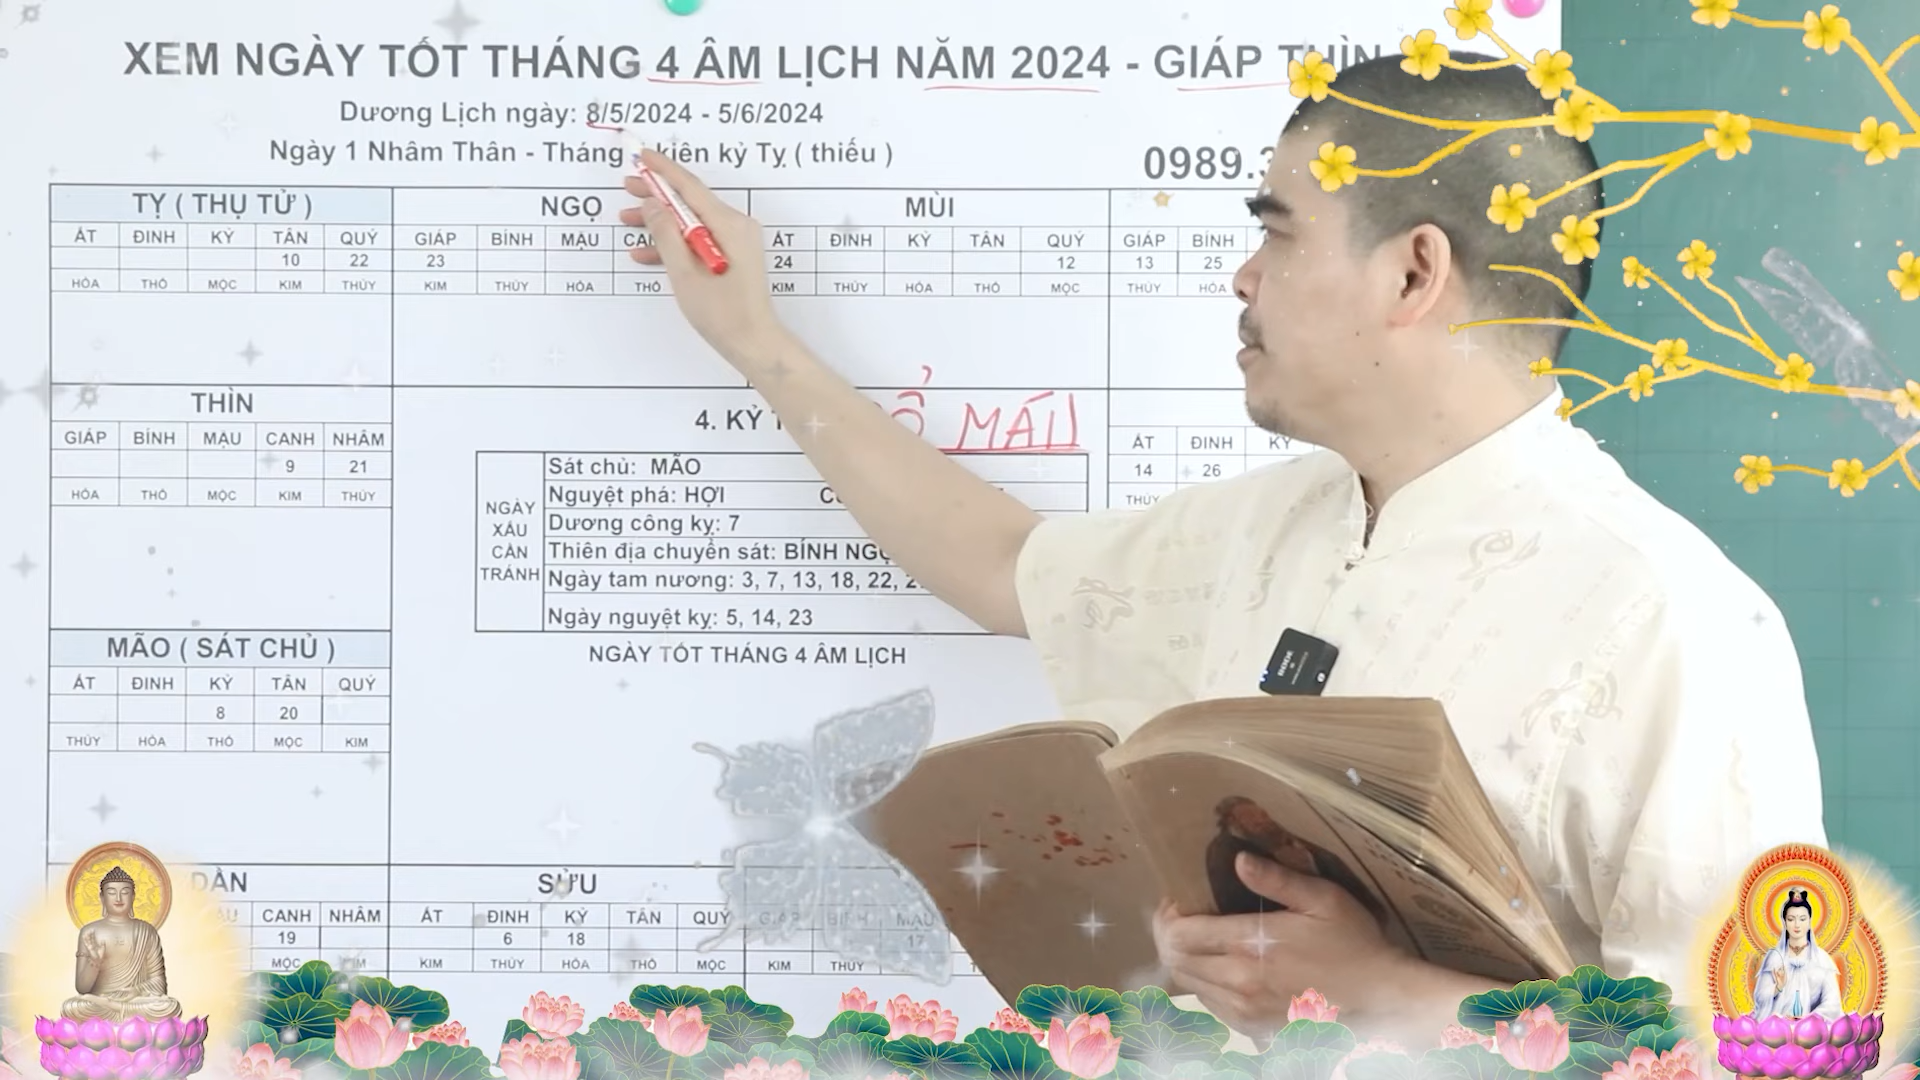 XEM NGÀY TỐT THÁNG 4 ÂM LỊCH NĂM 2024 - GIÁP THÌN
Dương Lịch ngày: 8/5/2024 - 5/6/2024
Ngày 1 Nhâm Thân - Tháng kiện kỷ Tỵ ( thiếu )
0989.3
TỴ ( THỤ TỬ ) NGỌ MÙI
ẤT ĐINH KỶ TÂN QUÝ GIÁP BÍNH MẬU ẤT ĐINH KỶ TÂN QUÝ GIÁP BÍNH
10 22 23 24 12 13 25
HỎA THỔ MỘC KIM THỦY KIM THỦY HỎA THỔ KIM THỦY HỎA THỔ MỘC THỦY HỎA
THÌN
GIÁP BÍNH MẬU CANH NHÂM
9 21
HỎA THỔ MỘC KIM THỦY
4. KỶ
MÁU
ẤT ĐINH KỶ
14 26
THỦY
NGÀY XẤU CẦN TRÁNH
Sát chủ: MÃO
Nguyệt phá: HỢI
Dương công kỵ: 7
Thiên địa chuyển sát: BÍNH NGỌ
Ngày tam nương: 3, 7, 13, 18, 22,
Ngày nguyệt kỵ: 5, 14, 23
NGÀY TỐT THÁNG 4 ÂM LỊCH
MÃO ( SÁT CHỦ )
ẤT ĐINH KỶ TÂN QUÝ
8 20
THỦY HỎA THỔ MỘC KIM
DẦN SỬU
CANH NHÂM ẤT ĐINH KỶ TÂN QUÝ GIÁP BÍNH MẬU
19 6 18 17
MỘC KIM KIM THỦY HỎA THỔ MỘC KIM THỦY
RODE